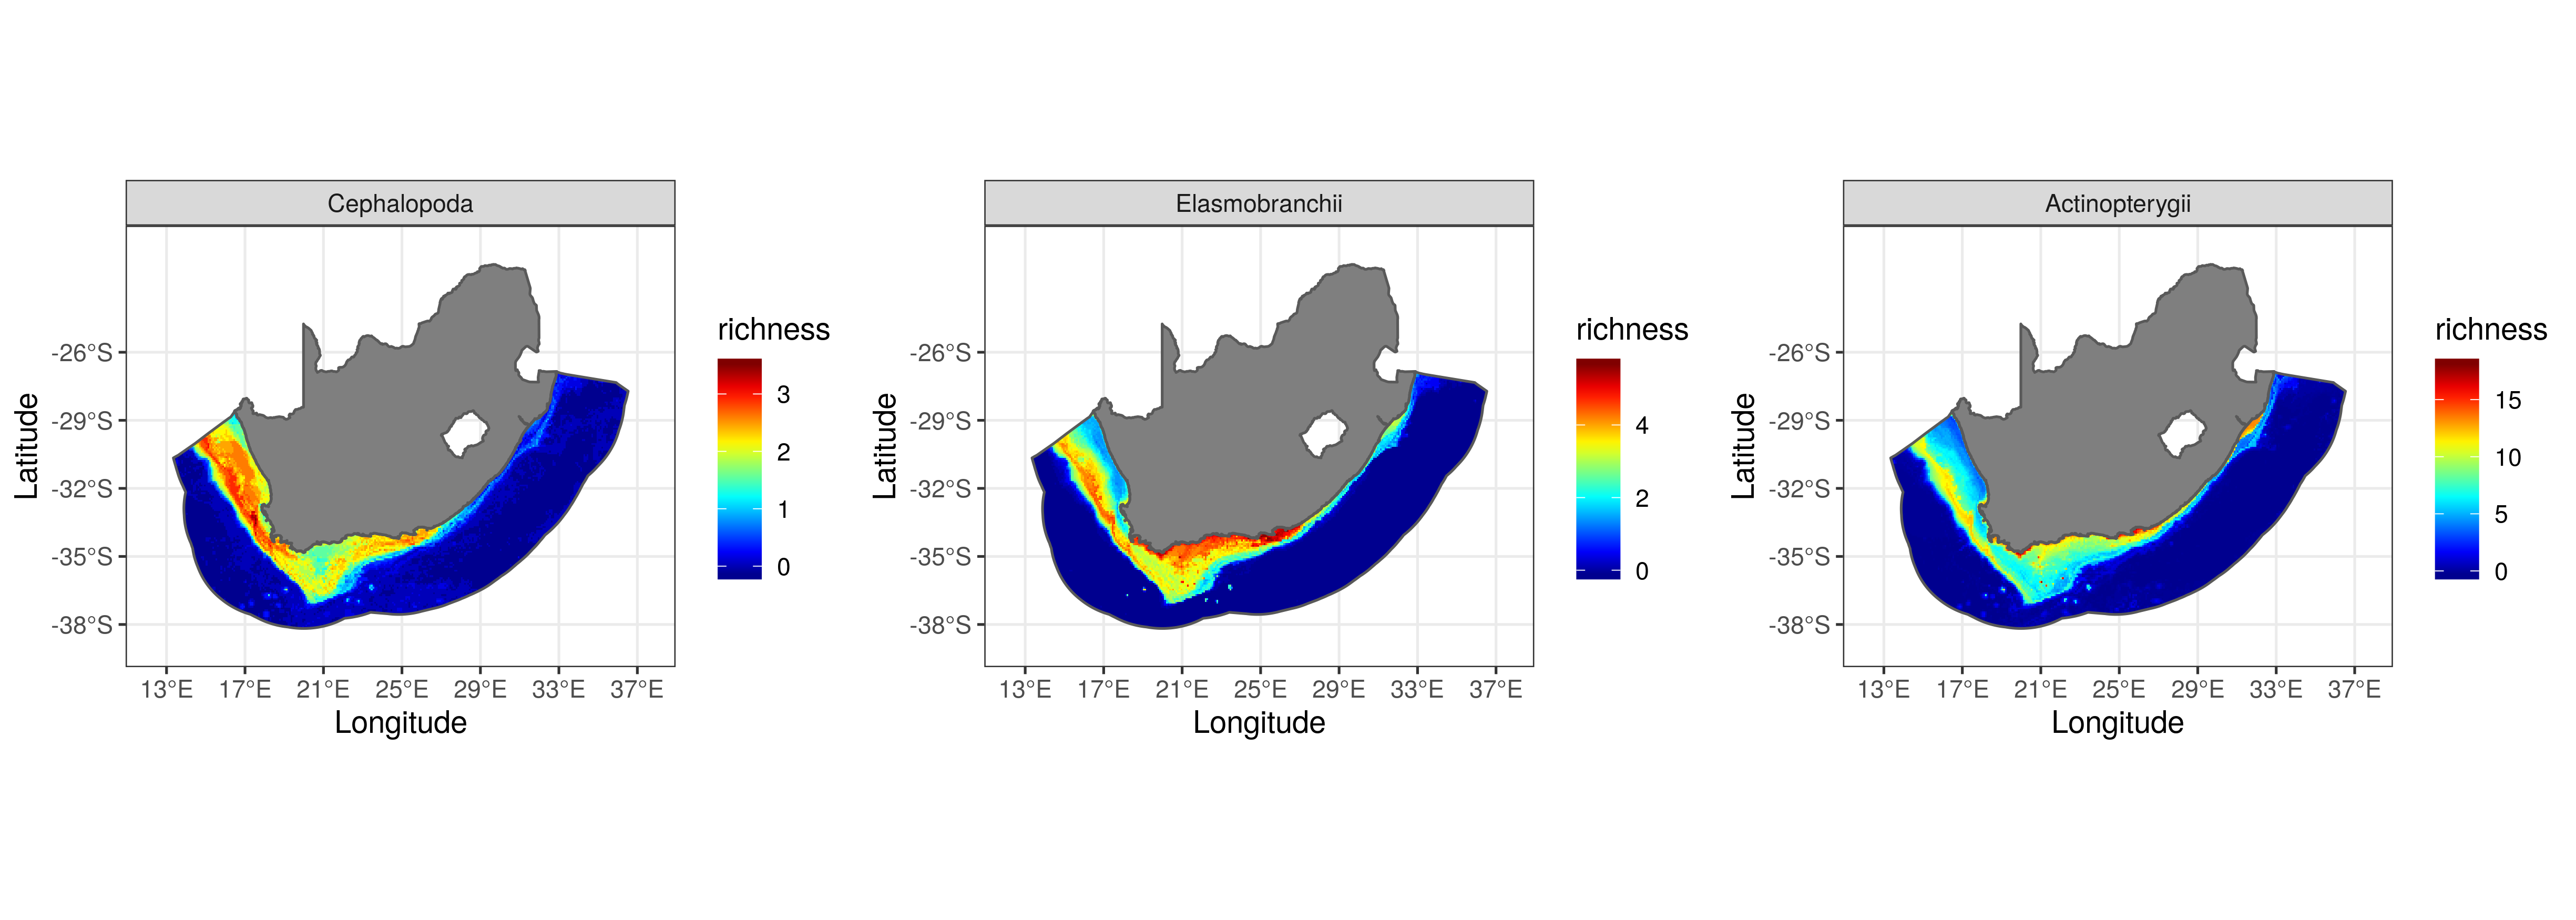 Cephalopoda
Latitude
-26°S
-29°S
-32°S
-35°S
-38°S
13°E 17°E 21°E 25°E 29°E 33°E 37°E
Longitude
richness
3
2
1
0
Elasmobranchii
Latitude
-26°S
-29°S
-32°S
-35°S
-38°S
13°E 17°E 21°E 25°E 29°E 33°E 37°E
Longitude
richness
4
2
0
Actinopterygii
Latitude
-26°S
-29°S
-32°S
-35°S
-38°S
13°E 17°E 21°E 25°E 29°E 33°E 37°E
Longitude
richness
15
10
5
0